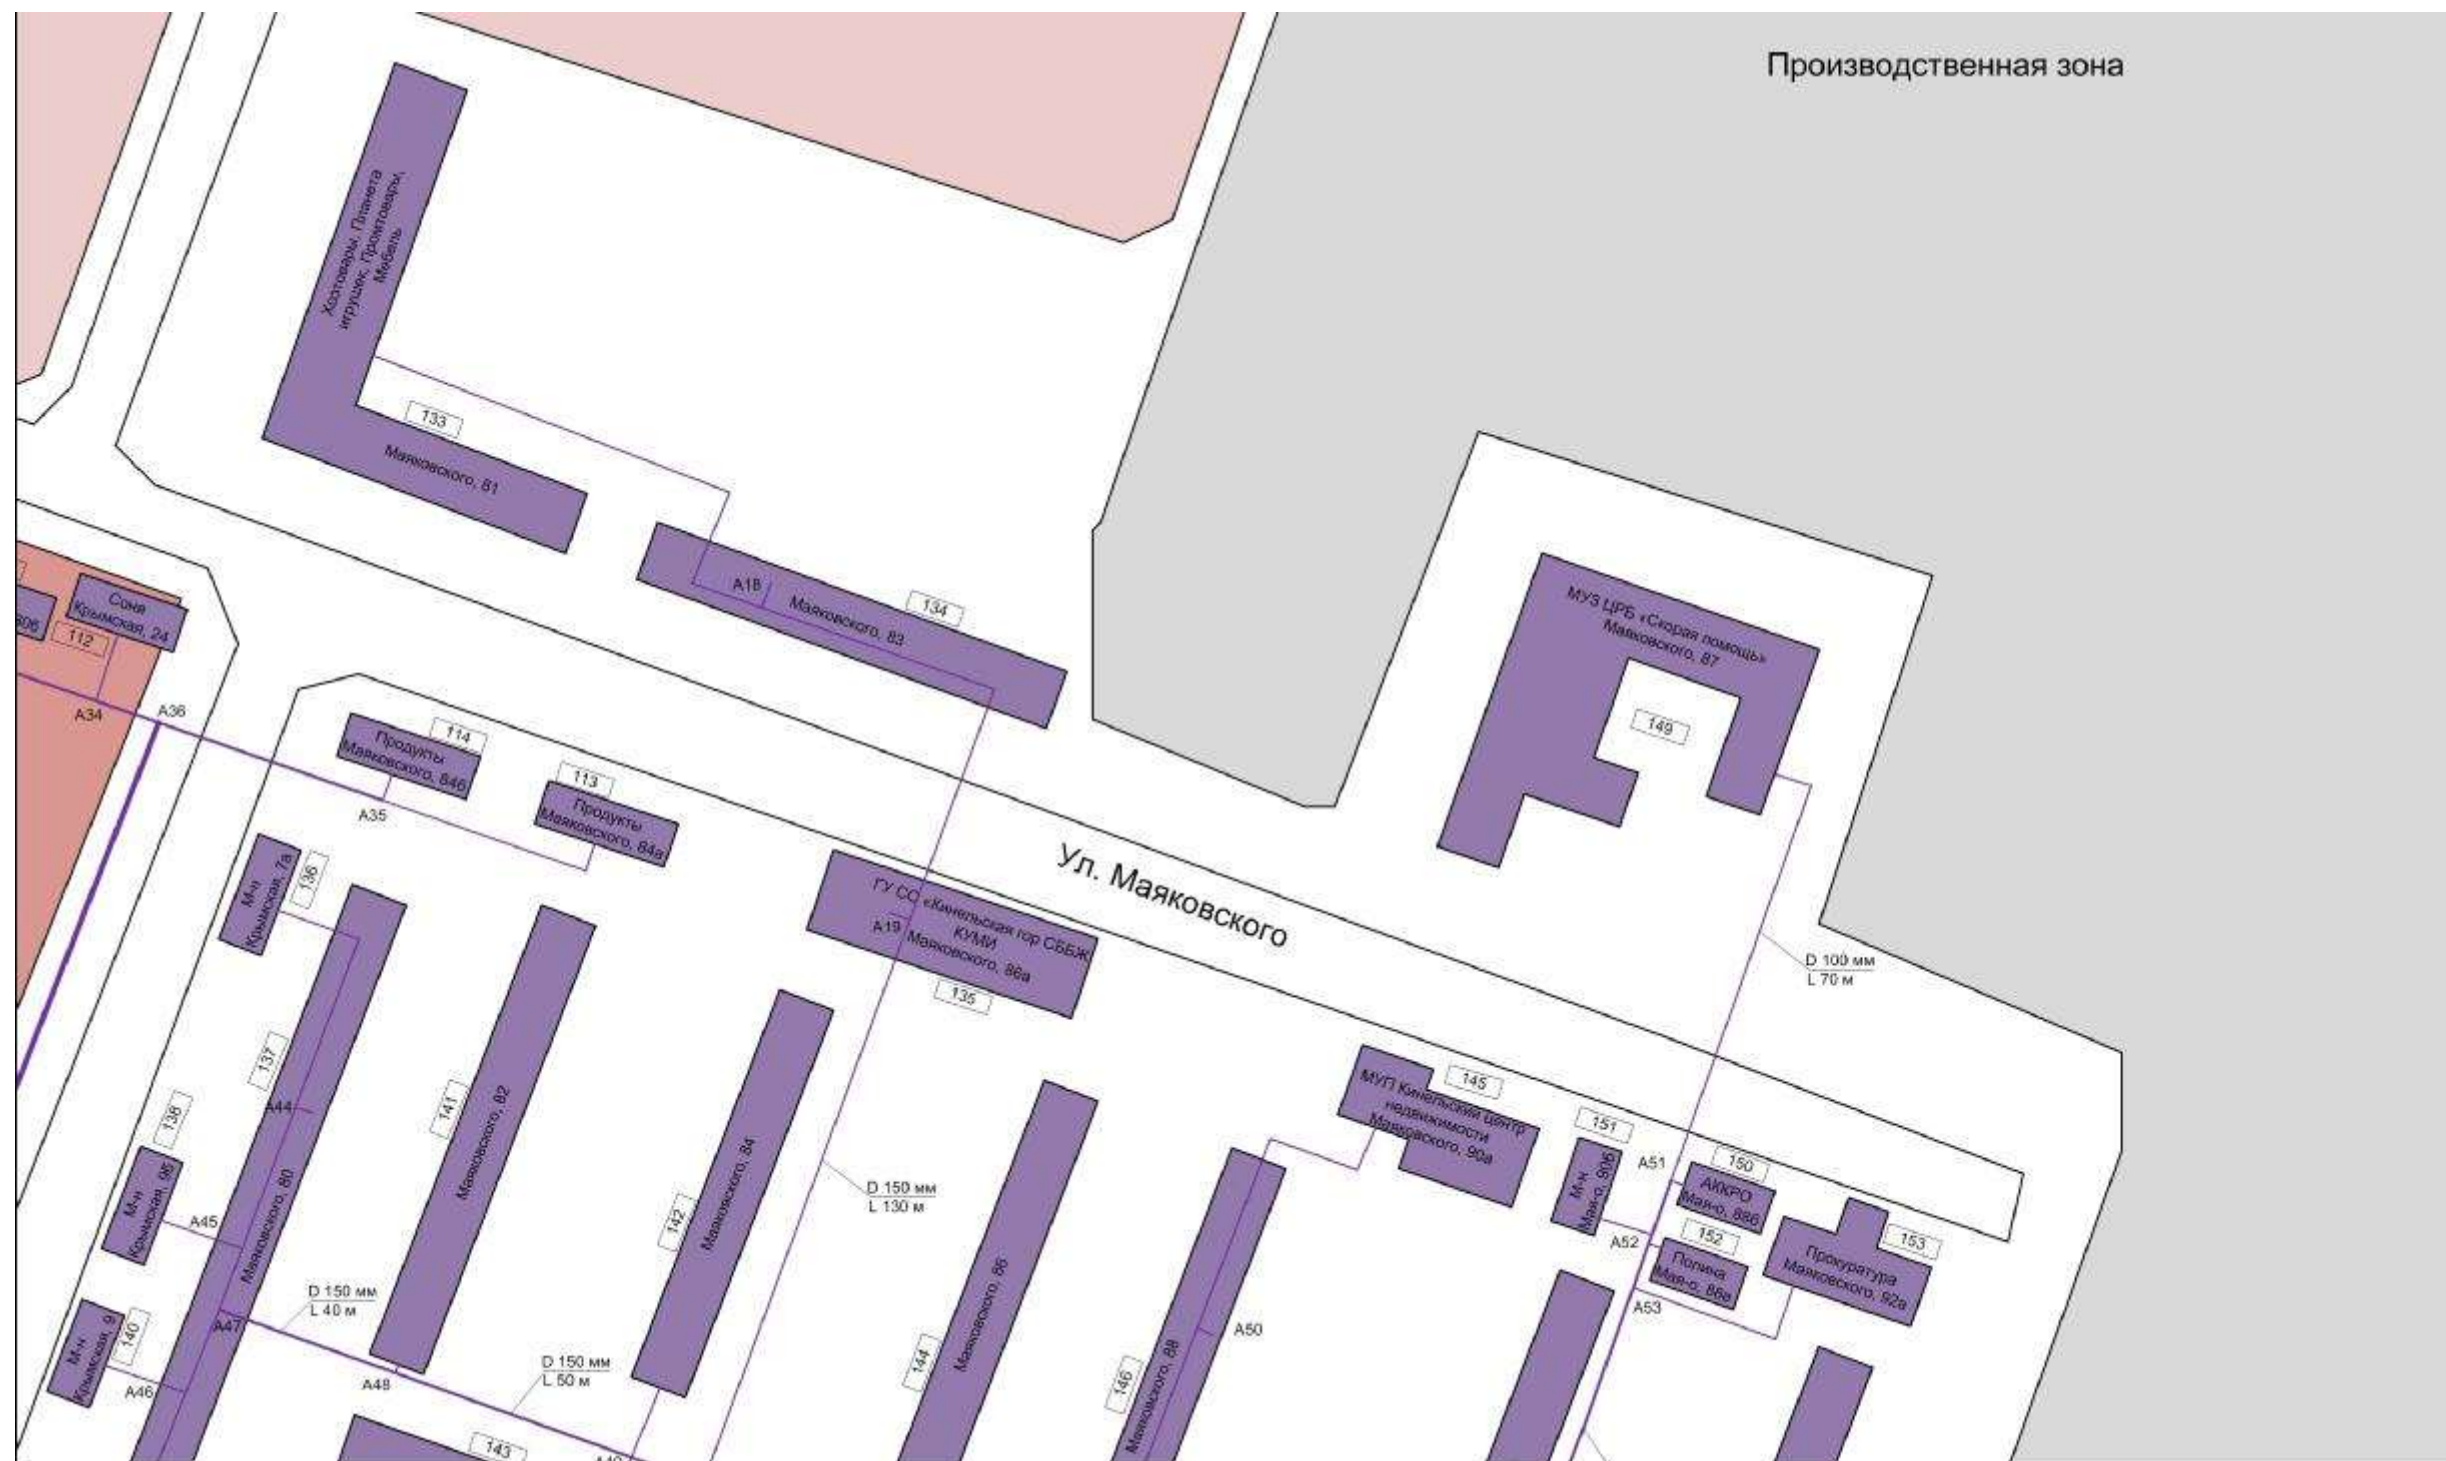 Производственная зона
Хозтовары. Планета
игрушек, Промтовары,
Мебель
133
Маяковского, 81
А18
134
Маяковского, 83
Соня
Крымская, 24
112
А34
А36
114
Продукты
Маяковского, 84б
А35
113
Продукты
Маяковского, 84а
МУЗ ЦРБ «Скорая помощь»
Маяковского, 87
149
Ул. Маяковского
ГУ СО «Кинельская гор СББЖ
КУМИ
А19
Маяковского, 86а
135
D 100 мм
L 70 м
М-н
Крымская, 7а
136
137
А44
138
М-н
Крымская, 9б
А45
Маяковского, 80
141
Маяковского, 82
142
Маяковского, 84
D 150 мм
L 130 м
144
Маяковского, 86
МУП Кинельский центр
недвижимости
Маяковского, 90а
145
151
М-н
Мая-о, 90б
А51
150
АККРО
Мая-о, 88б
А52
152
Полина
Мая-о, 86в
153
Прокуратура
Маяковского, 92а
А53
А50
146
Маяковского, 88
А47
D 150 мм
L 40 м
М-н
Крымская, 9
140
А46
А48
D 150 мм
L 50 м
143